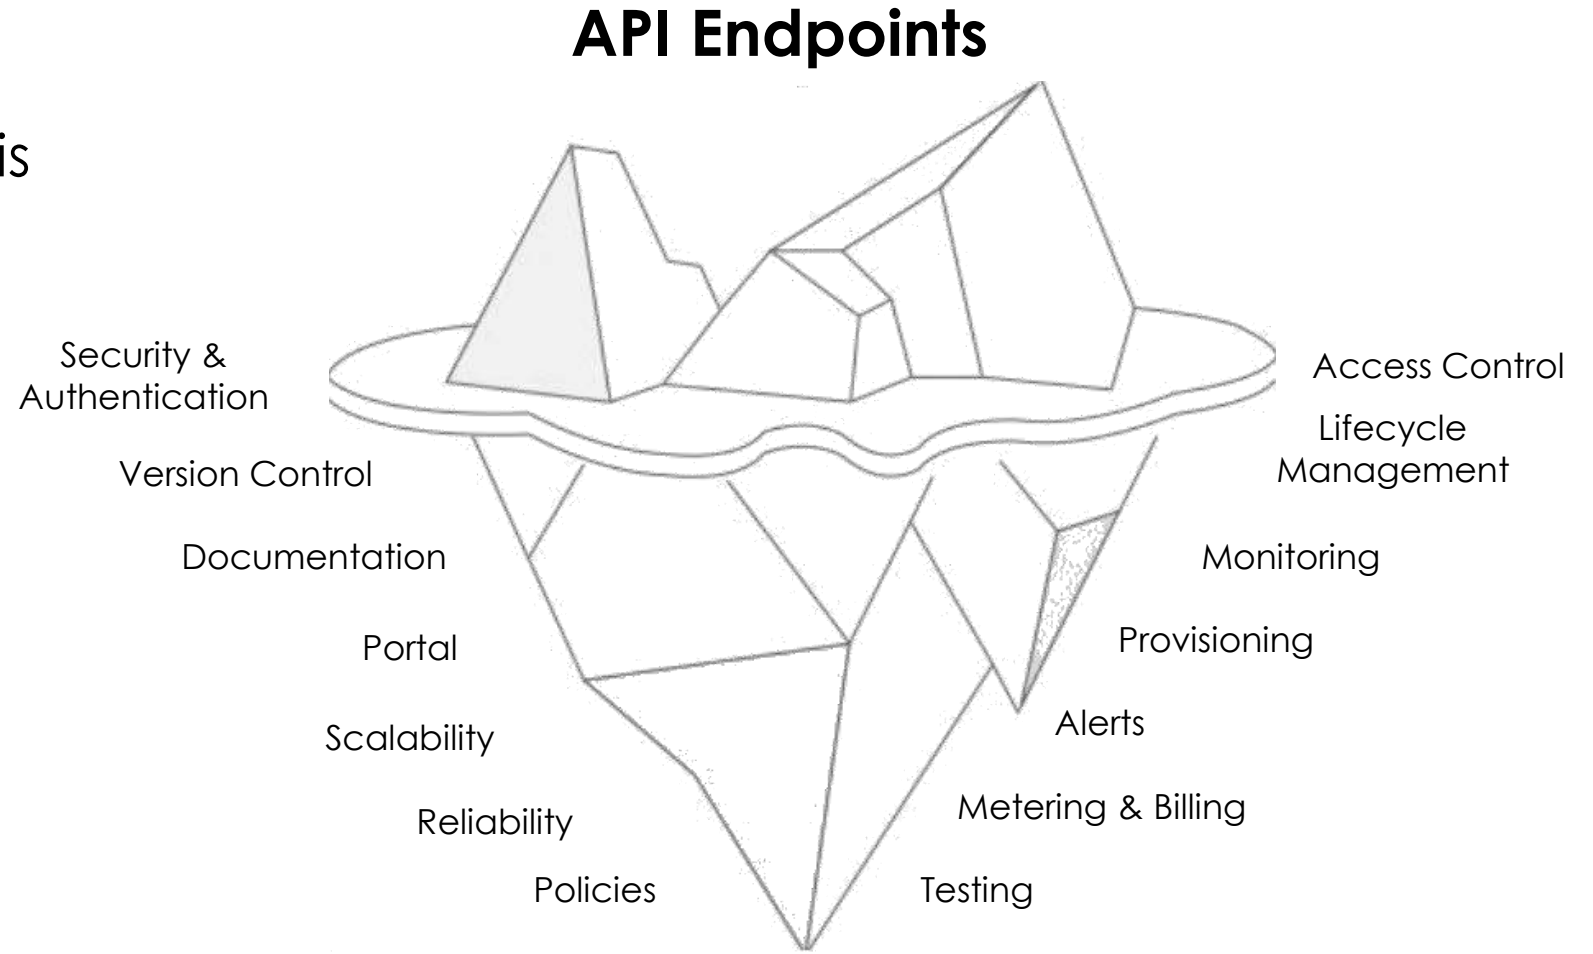 API Endpoints
is
Security &
Authentication
Version Control
Documentation
Portal
Scalability
Reliability
Policies
Access Control
Lifecycle
Management
Monitoring
Provisioning
Alerts
Metering & Billing
Testing